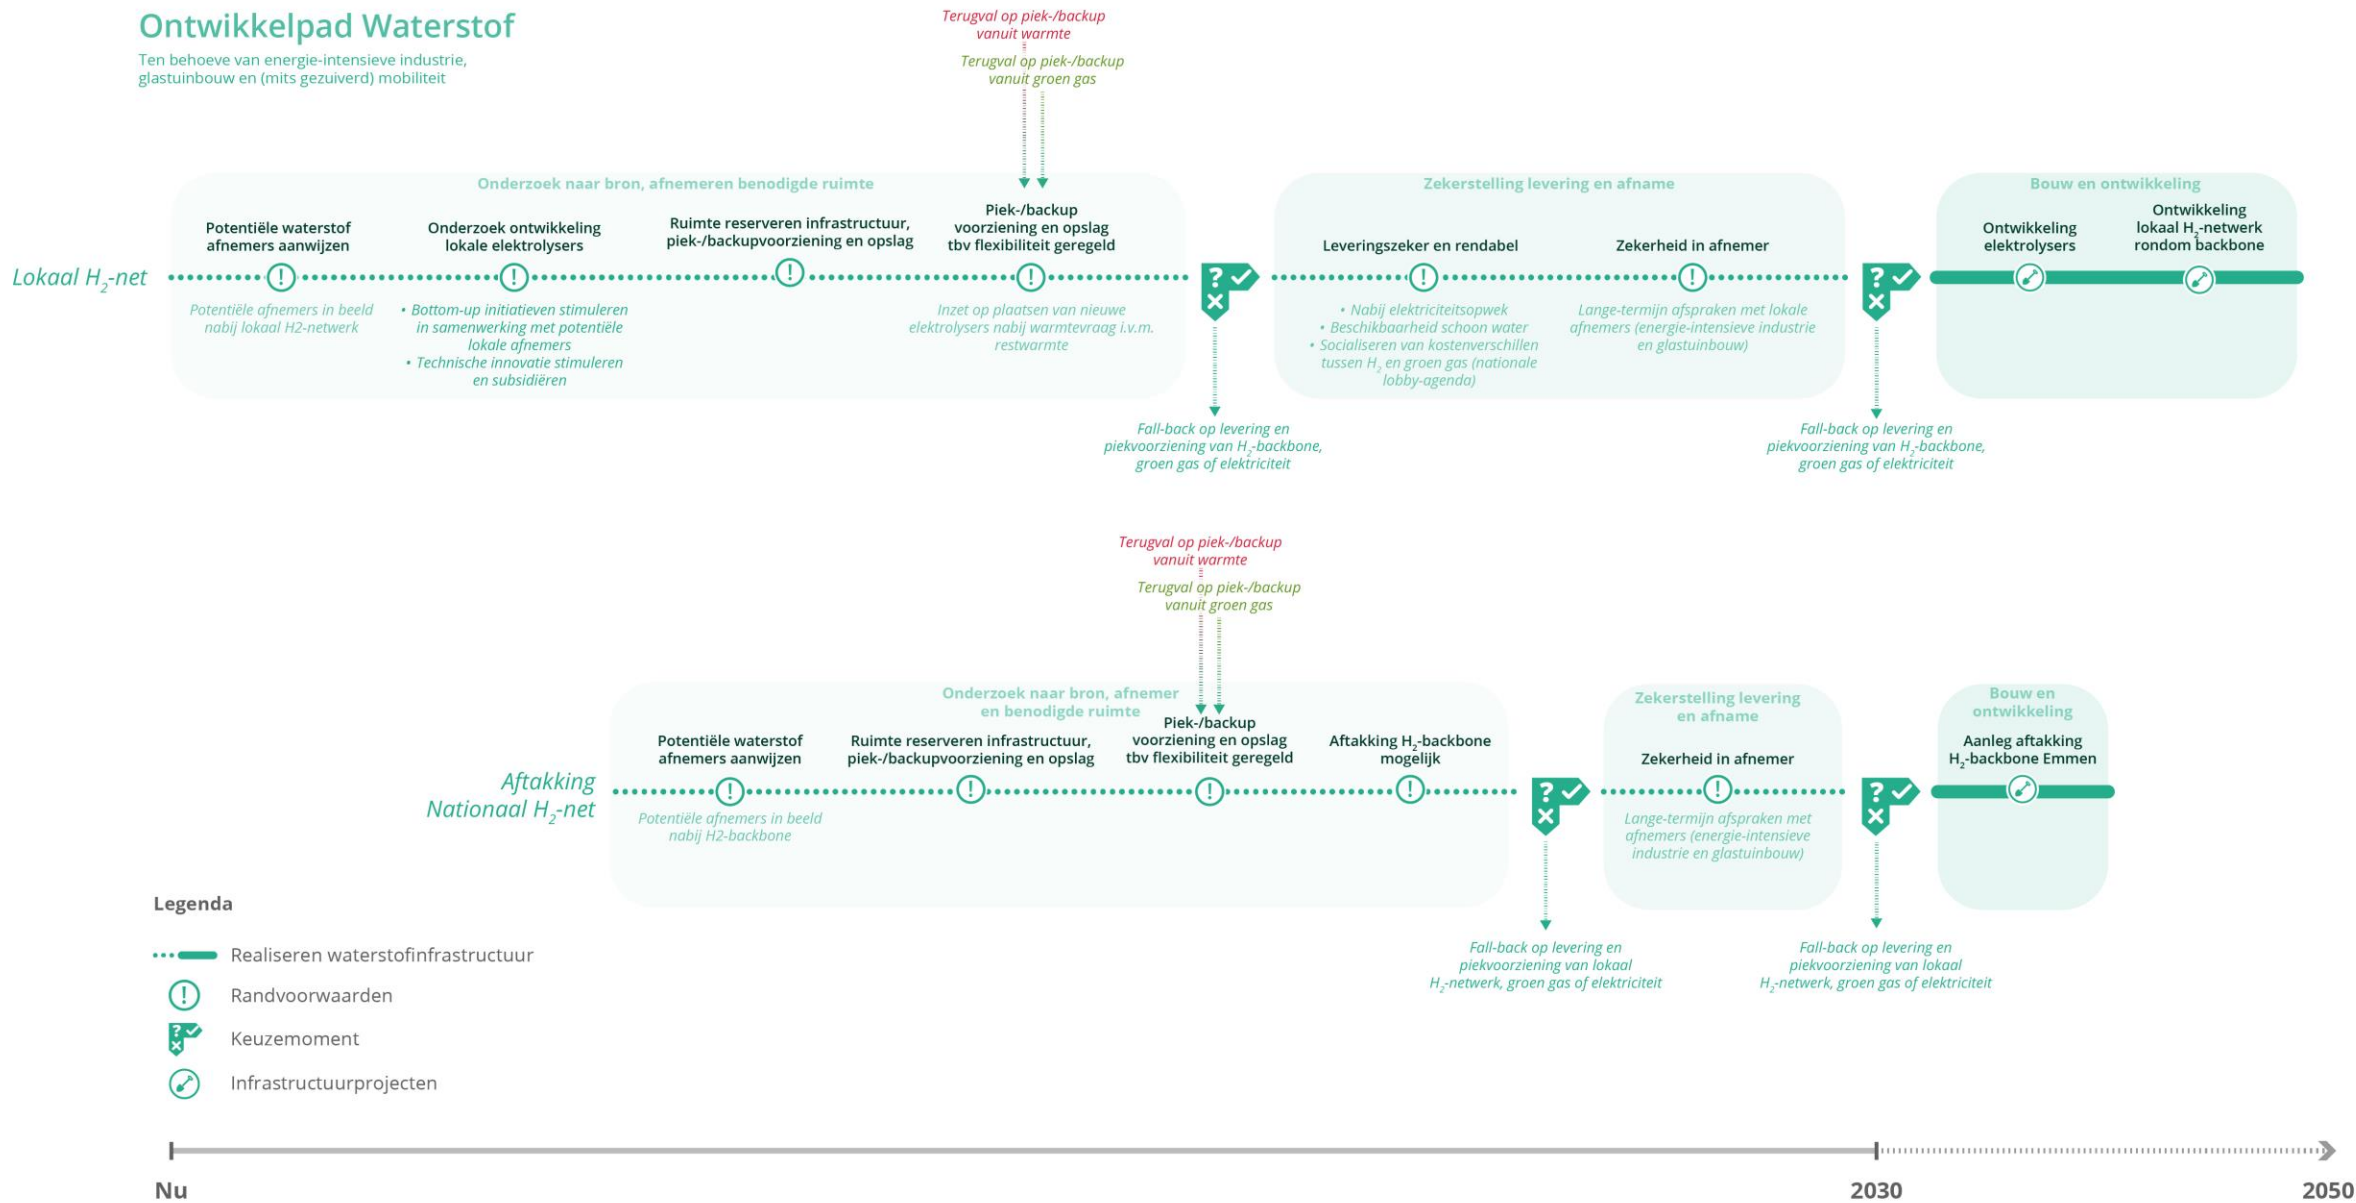 Ontwikkelpad Waterstof
Ten behoeve van energie-intensieve industrie,
glastuinbouw en (mits gezuiverd) mobiliteit
Terugval op piek-/backup
vanuit warmte
Terugval op piek-/backup
vanuit groen gas
Lokaal H₂-net
Onderzoek naar bron, afnemeren benodigde ruimte
Potentiële waterstof
afnemers aanwijzen
Potentiële afnemers in beeld
nabij lokaal H2-netwerk
Onderzoek ontwikkeling
lokale elektrolysers
• Bottom-up initiatieven stimuleren
in samenwerking met potentiële
lokale afnemers
• Technische innovatie stimuleren
en subsidiëren
Ruimte reserveren infrastructuur,
piek-/backupvoorziening en opslag
Piek-/backup
voorziening en opslag
tbv flexibiliteit geregeld
Inzet op plaatsen van nieuwe
elektrolysers nabij warmtevraag i.v.m.
restwarmte
Fall-back op levering en
piekvoorziening van H₂-backbone,
groen gas of elektriciteit
Zekerstelling levering en afname
Leveringszeker en rendabel
• Nabij elektriciteitsopwek
• Beschikbaarheid schoon water
• Socialiseren van kostenverschillen
tussen H₂ en groen gas (nationale
lobby-agenda)
Zekerheid in afnemer
Lange-termijn afspraken met lokale
afnemers (energie-intensieve industrie
en glastuinbouw)
Fall-back op levering en
piekvoorziening van H₂-backbone,
groen gas of elektriciteit
Bouw en ontwikkeling
Ontwikkeling
elektrolysers
Ontwikkeling
lokaal H₂-netwerk
rondom backbone
Terugval op piek-/backup
vanuit warmte
Terugval op piek-/backup
vanuit groen gas
Aftakking
Nationaal H₂-net
Onderzoek naar bron, afnemer
en benodigde ruimte
Potentiële waterstof
afnemers aanwijzen
Potentiële afnemers in beeld
nabij H2-backbone
Ruimte reserveren infrastructuur,
piek-/backupvoorziening en opslag
Piek-/backup
voorziening en opslag
tbv flexibiliteit geregeld
Aftakking H₂-backbone
mogelijk
Fall-back op levering en
piekvoorziening van lokaal
H₂-netwerk, groen gas of elektriciteit
Zekerstelling levering
en afname
Zekerheid in afnemer
Lange-termijn afspraken met
afnemers (energie-intensieve
industrie en glastuinbouw)
Fall-back op levering en
piekvoorziening van lokaal
H₂-netwerk, groen gas of elektriciteit
Bouw en
ontwikkeling
Aanleg aftakking
H₂-backbone Emmen
Legenda
Realiseren waterstofinfrastructuur
Randvoorwaarden
Keuzemoment
Infrastructuurprojecten
Nu
2030
2050